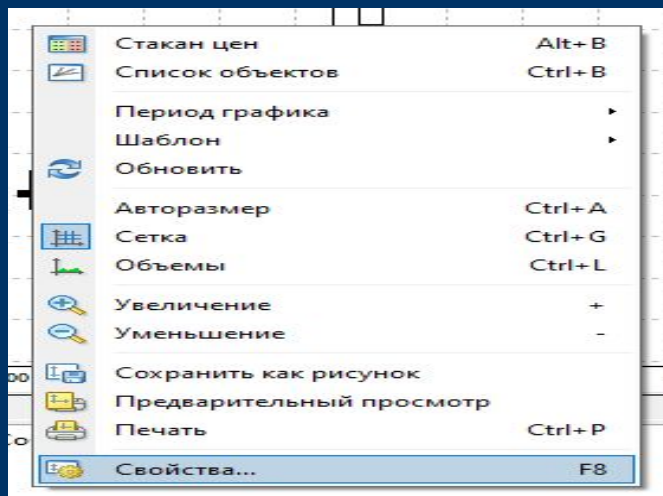 Стакан цен Alt+B
Список объектов Ctrl+B
Период графика
Шаблон
Обновить
Авторазмер Ctrl+A
Сетка Ctrl+G
Объемы Ctrl+L
Увеличение +
Уменьшение -
Сохранить как рисунок
Предварительный просмотр
Печать Ctrl+P
Свойства... F8